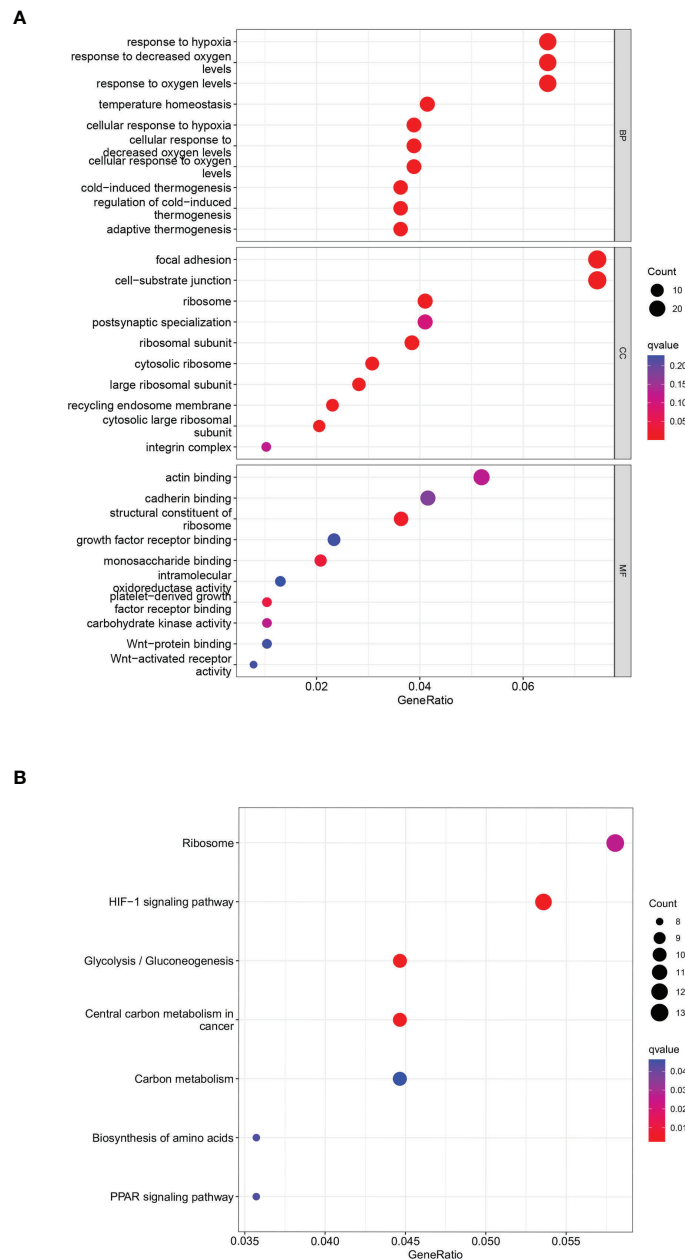 A
response to hypoxia
response to decreased oxygen
levels
response to oxygen levels
temperature homeostasis
cellular response to hypoxia
cellular response to
decreased oxygen levels
cellular response to oxygen
levels
cold-induced thermogenesis
regulation of cold-induced
thermogenesis
adaptive thermogenesis
BP
focal adhesion
cell-substrate junction
ribosome
postsynaptic specialization
ribosomal subunit
cytosolic ribosome
large ribosomal subunit
recycling endosome membrane
cytosolic large ribosomal
subunit
integrin complex
CC
actin binding
cadherin binding
structural constituent of
ribosome
growth factor receptor binding
monosaccharide binding
intramolecular
oxidoreductase activity
platelet-derived growth
factor receptor binding
carbohydrate kinase activity
Wnt-protein binding
Wnt-activated receptor
activity
MF
0.02 0.04 0.06
GeneRatio
Count
10
20
qvalue
0.20
0.15
0.10
0.05
B
Ribosome
HIF-1 signaling pathway
Glycolysis / Gluconeogenesis
Central carbon metabolism in
cancer
Carbon metabolism
Biosynthesis of amino acids
PPAR signaling pathway
0.035 0.040 0.045 0.050 0.055
GeneRatio
Count
8
9
10
11
12
13
qvalue
0.04
0.03
0.02
0.01